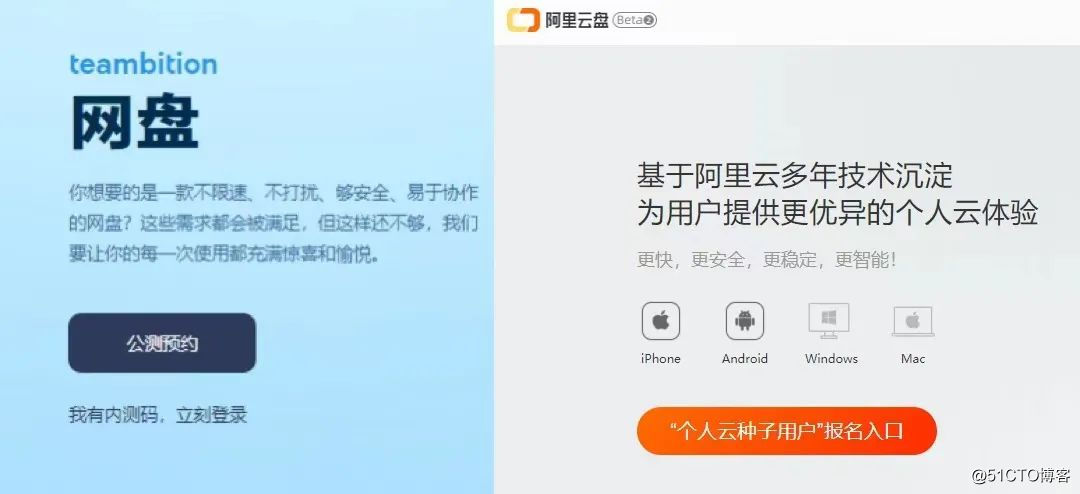 teambition
网盘
你想要的是一款不限速、不打扰、够安全、易于协作
的网盘？这些需求都会被满足，但这样还不够，我们
要让你的每一次使用都充满惊喜和愉悦。
公测预约
我有内测码，立刻登录
阿里云盘 Beta2
基于阿里云多年技术沉淀
为用户提供更优异的个人云体验
更快，更安全，更稳定，更智能！
iPhone Android Windows Mac
“个人云种子用户”报名入口
@51CTO博客